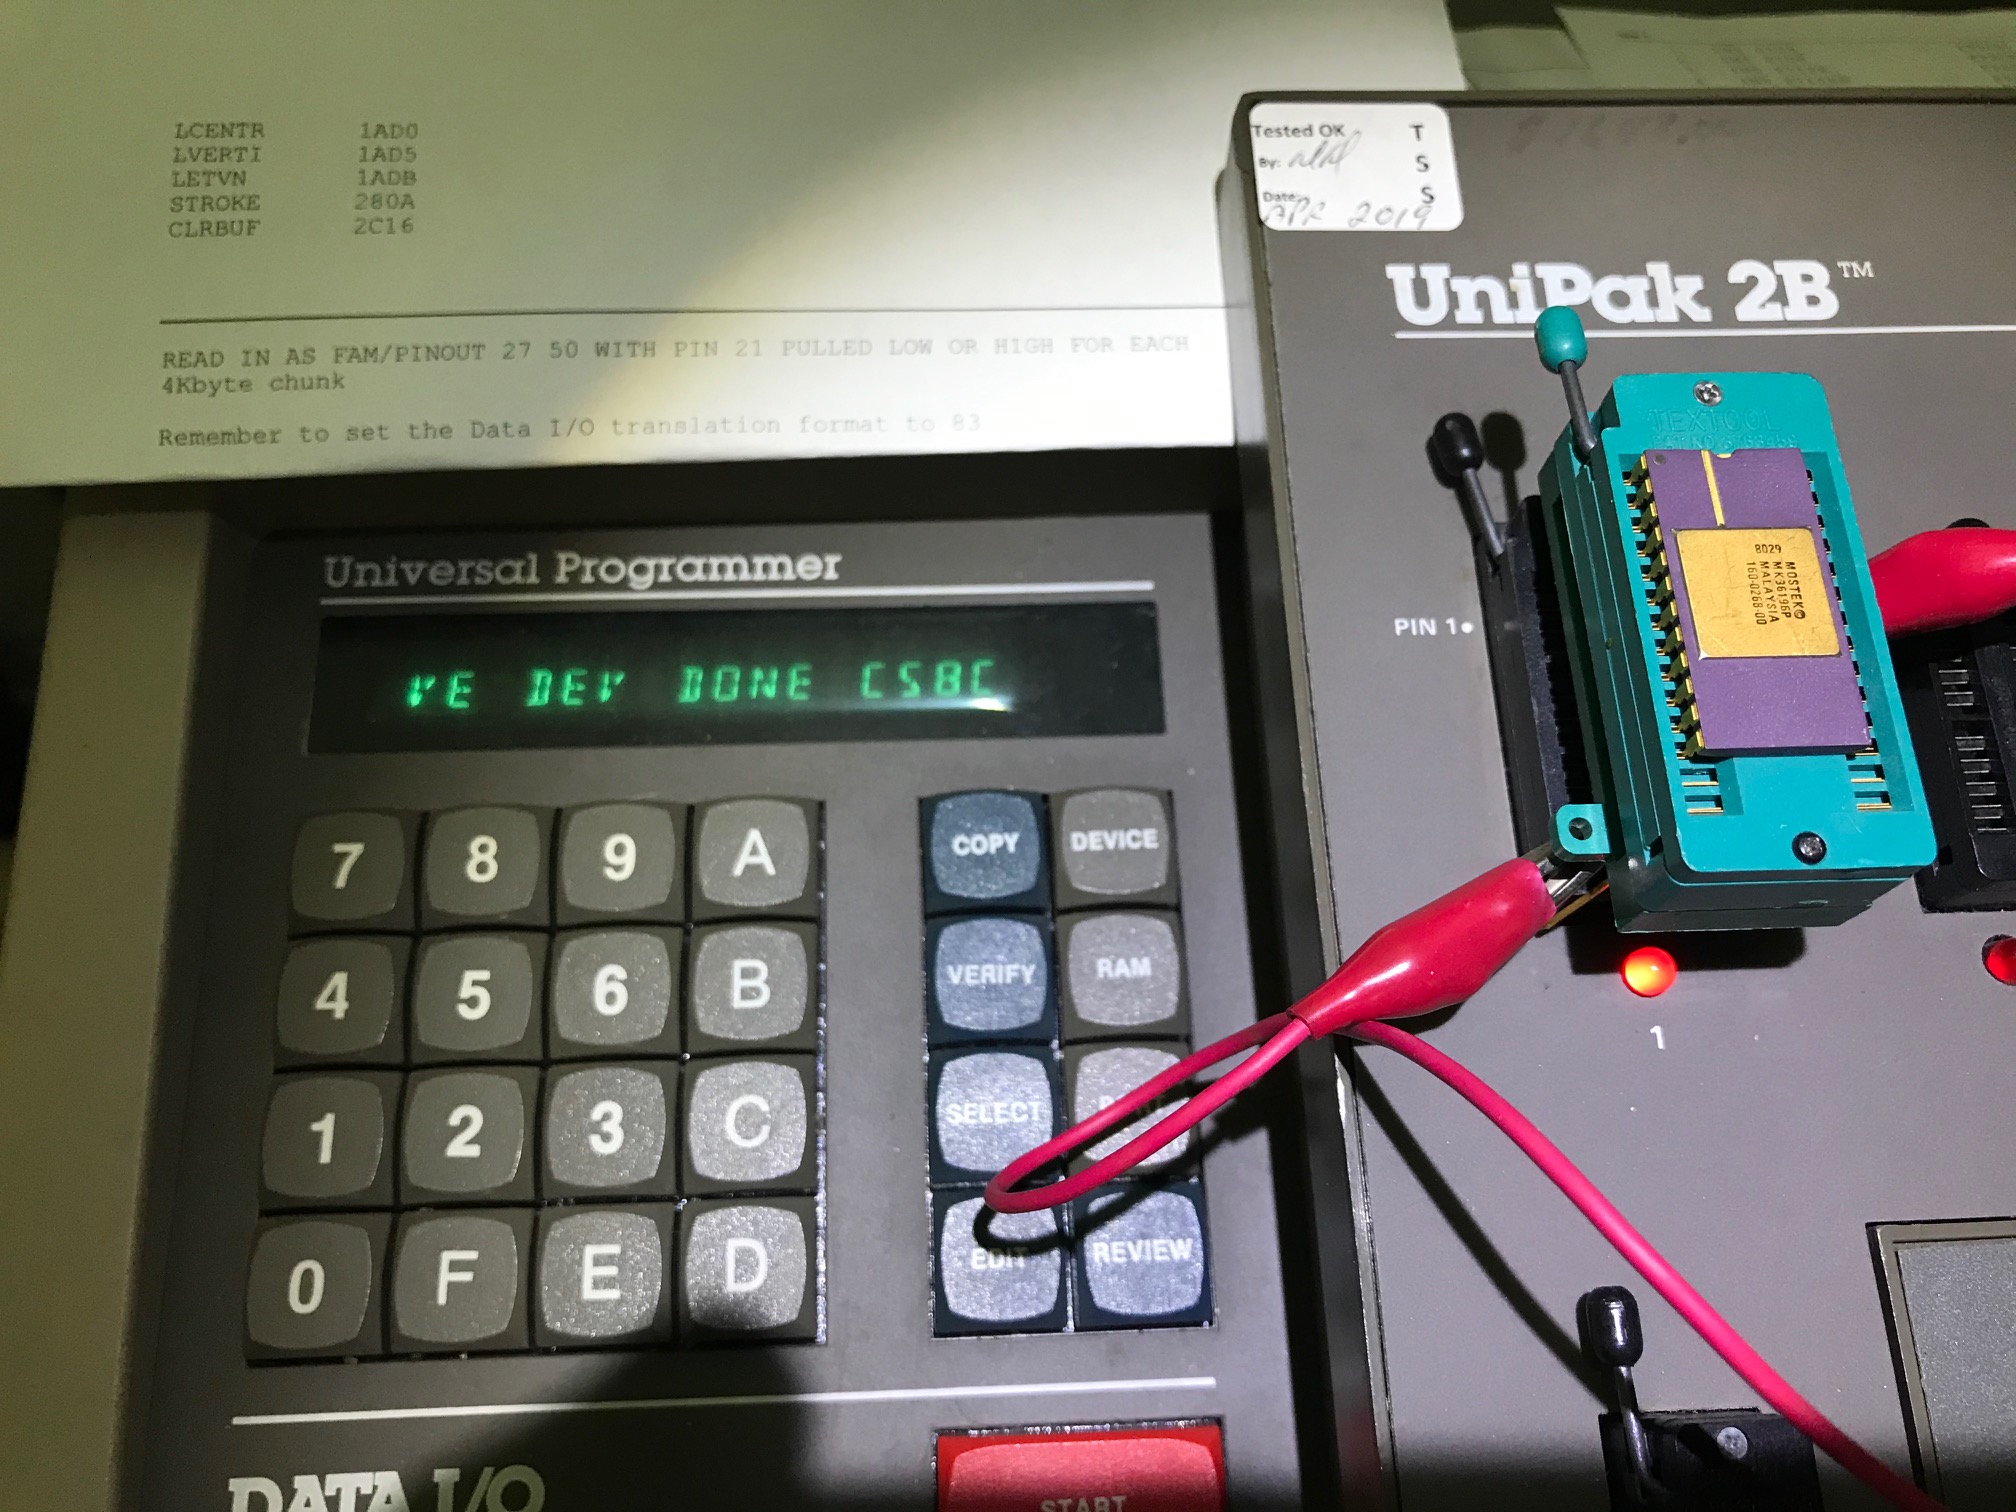 LCENTR 1AD0
LVERTI 1AD5
LETVN 1ADB
STROKE 280A
CLRBUF 2C16
READ IN AS FAM/PINOUT 27 50 WITH PIN 21 PULLED LOW OR HIGH FOR EACH
4Kbyte chunk
Remember to set the Data I/O translation format to 83
Tested OK T
By: S
Date: S
APR 2019
UniPak 2B™
TEXTOOL
8029
MOSTEK©
MK36196P
MALAYSIA
160-0268-00
PIN 1
1
Universal Programmer
VE DEV DONE C58C
7 8 9 A
4 5 6 B
1 2 3 C
0 F E D
COPY DEVICE
VERIFY RAM
SELECT
EDIT REVIEW
DATA I/O
START